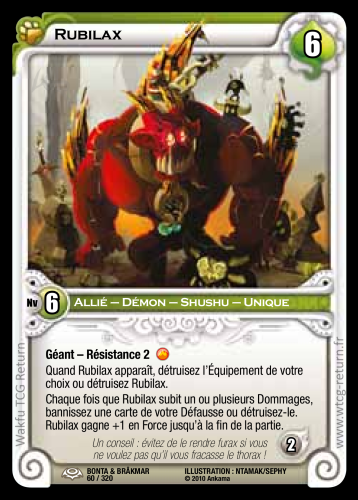 Rubilax
6
Nv 6 Allié – Démon – Shushu – Unique
Géant – Résistance 2
Quand Rubilax apparaît, détruisez l'Équipement de votre
choix ou détruisez Rubilax.
Chaque fois que Rubilax subit un ou plusieurs Dommages,
bannissez une carte de votre Défausse ou détruisez-le.
Rubilax gagne +1 en Force jusqu'à la fin de la partie.
Un conseil : évitez de le rendre furax si vous
ne voulez pas qu'il vous fracasse le thorax !
2
BONTA & BRÂKMAR
60 / 320
ILLUSTRATION : NTAMAK/SEPHY
© 2010 Ankama
Wakfu TCG Return
www.wtcg-return.fr